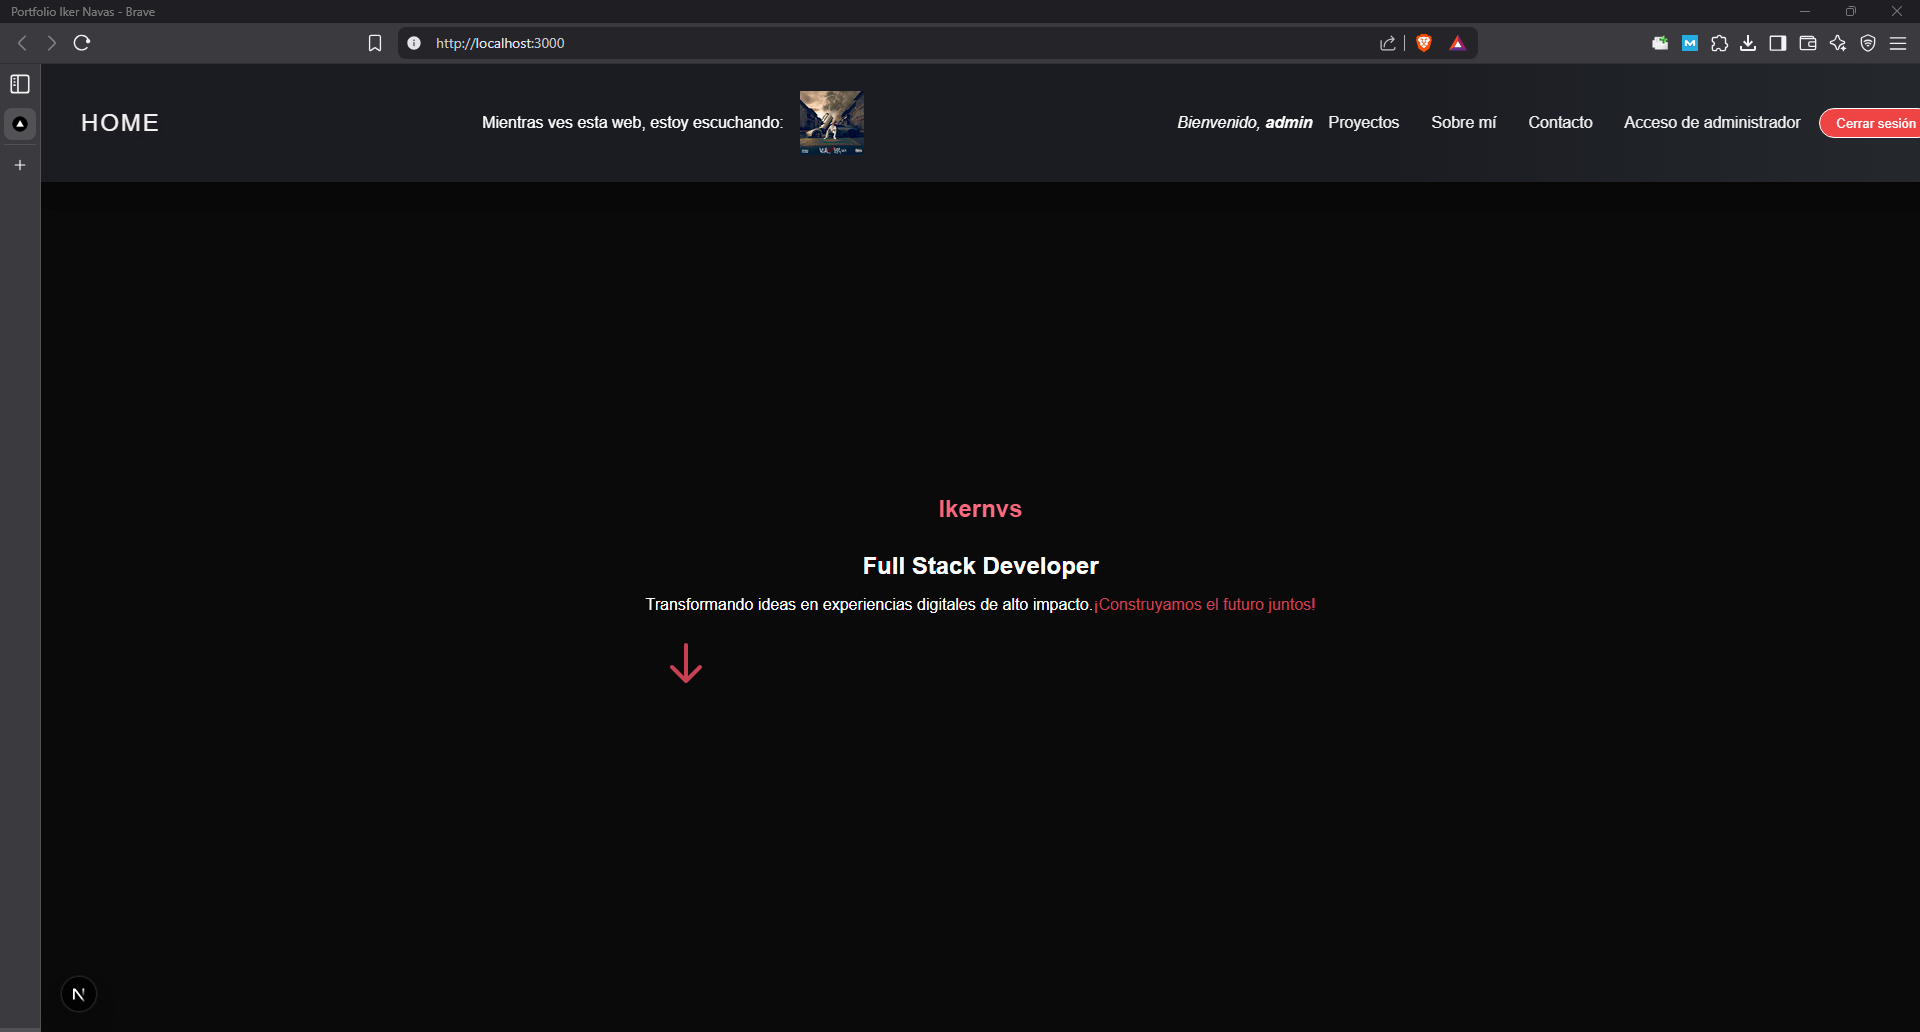 Portfolio Iker Navas - Brave
http://localhost:3000
HOME
Mientras ves esta web, estoy escuchando:
Bienvenido, admin
Proyectos
Sobre mí
Contacto
Acceso de administrador
Cerrar sesión
Ikernvs
Full Stack Developer
Transformando ideas en experiencias digitales de alto impacto.¡Construyamos el futuro juntos!
N